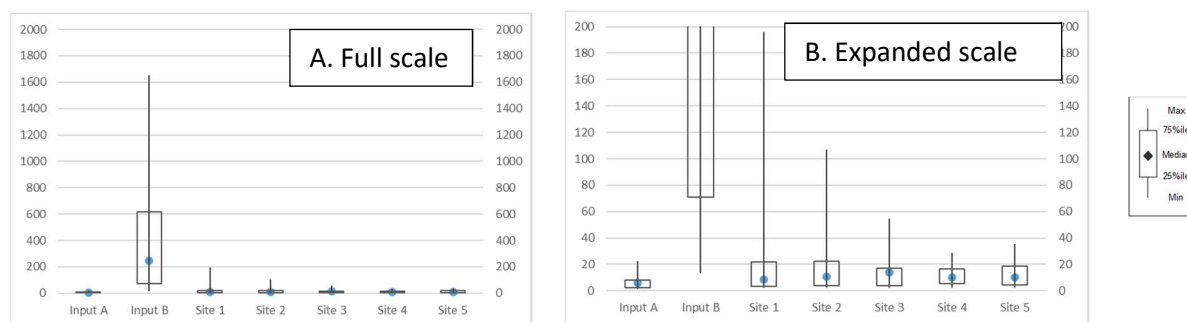 A. Full scale
2000 2000
1800 1800
1600 1600
1400 1400
1200 1200
1000 1000
800 800
600 600
400 400
200 200
0 0
Input A Input B Site 1 Site 2 Site 3 Site 4 Site 5
B. Expanded scale
200 200
180 180
160 160
140 140
120 120
100 100
80 80
60 60
40 40
20 20
0 0
Input A Input B Site 1 Site 2 Site 3 Site 4 Site 5
Max
75%ile
Median
25%ile
Min